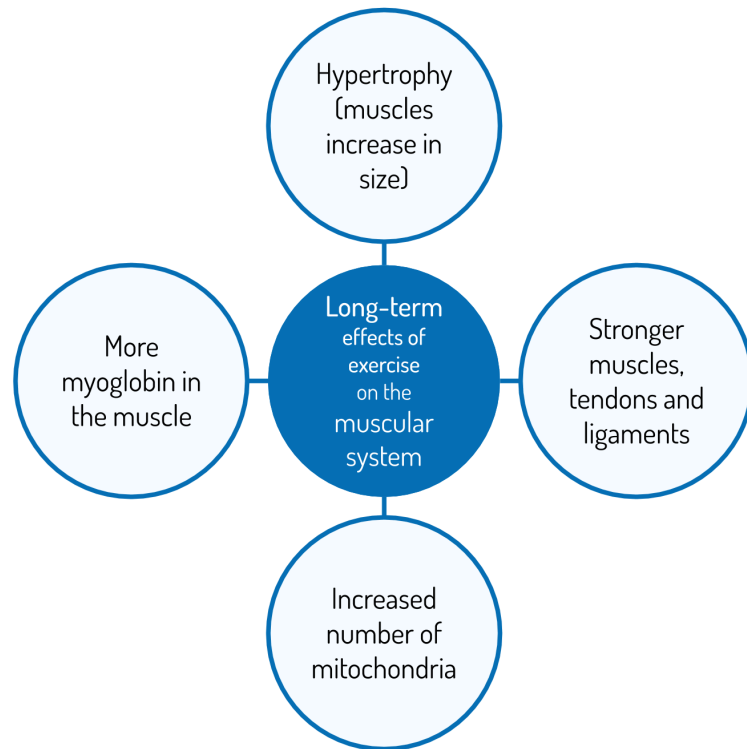 Hypertrophy
(muscles
increase in
size)
More
myoglobin in
the muscle
Long-term
effects of
exercise
on the
muscular
system
Stronger
muscles,
tendons and
ligaments
Increased
number of
mitochondria